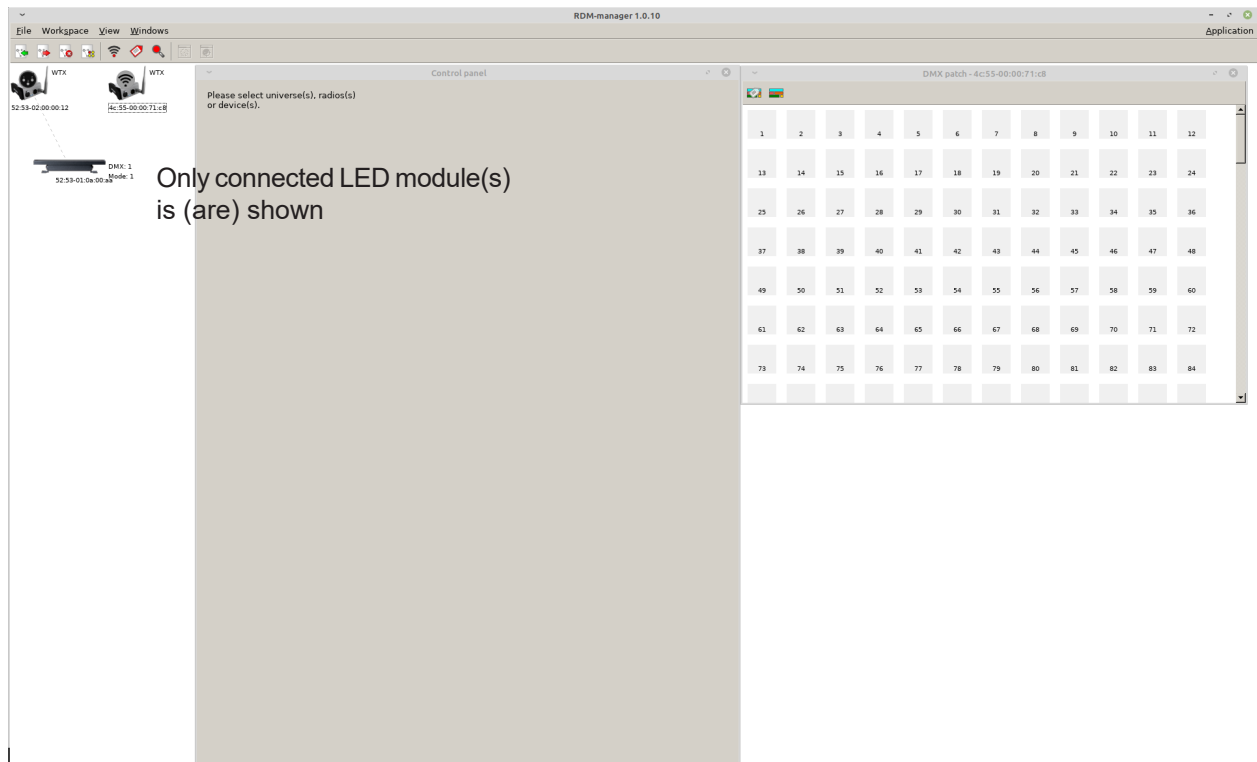 RDM-manager 1.0.10
File Workspace View Windows
Application
WTX
WTX
52:53-02:00:00:12
4c:55-00:00:71:c8
DMX: 1
Mode: 1
52:53-01:0a:00:aa
Control panel
Please select universe(s), radios(s)
or device(s).
Only connected LED module(s)
is (are) shown
DMX patch - 4c:55-00:00:71:c8
1 2 3 4 5 6 7 8 9 10 11 12
13 14 15 16 17 18 19 20 21 22 23 24
25 26 27 28 29 30 31 32 33 34 35 36
37 38 39 40 41 42 43 44 45 46 47 48
49 50 51 52 53 54 55 56 57 58 59 60
61 62 63 64 65 66 67 68 69 70 71 72
73 74 75 76 77 78 79 80 81 82 83 84